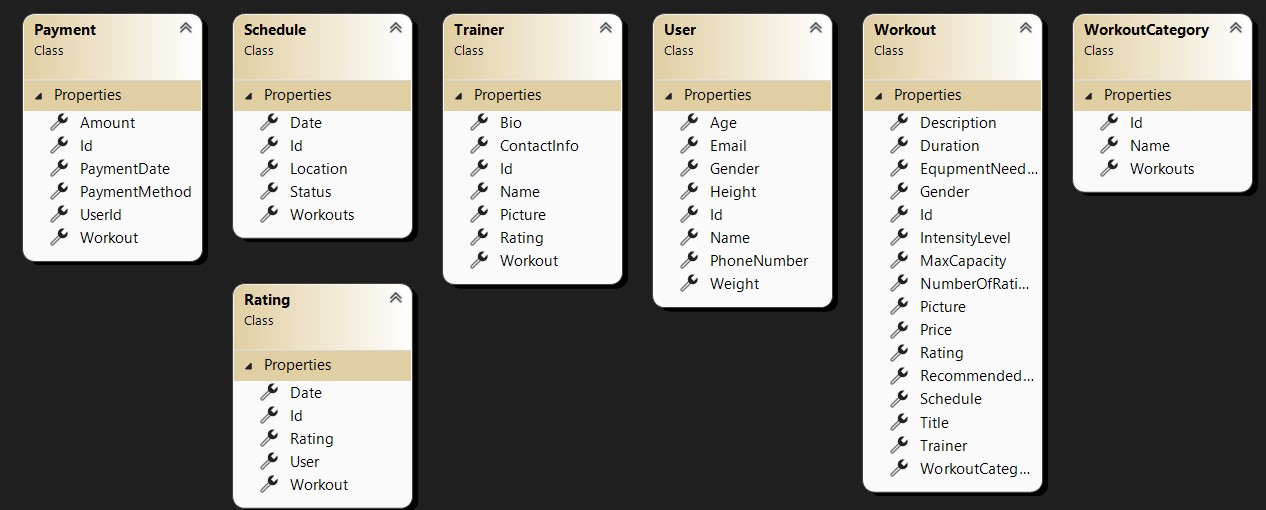 Payment
Class
Properties
Amount
Id
PaymentDate
PaymentMethod
UserId
Workout
Schedule
Class
Properties
Date
Id
Location
Status
Workouts
Rating
Class
Properties
Date
Id
Rating
User
Workout
Trainer
Class
Properties
Bio
ContactInfo
Id
Name
Picture
Rating
Workout
User
Class
Properties
Age
Email
Gender
Height
Id
Name
PhoneNumber
Weight
Workout
Class
Properties
Description
Duration
EqupmentNeed...
Gender
Id
IntensityLevel
MaxCapacity
NumberOfRati...
Picture
Price
Rating
Recommended...
Schedule
Title
Trainer
WorkoutCateg...
WorkoutCategory
Class
Properties
Id
Name
Workouts